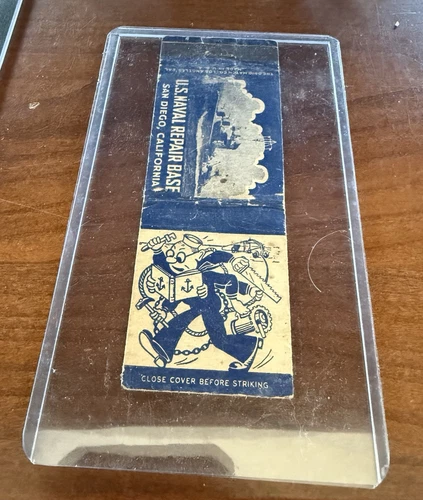 U.S. NAVAL REPAIR BASE
SAN DIEGO, CALIFORNIA
CLOSE COVER BEFORE STRIKING